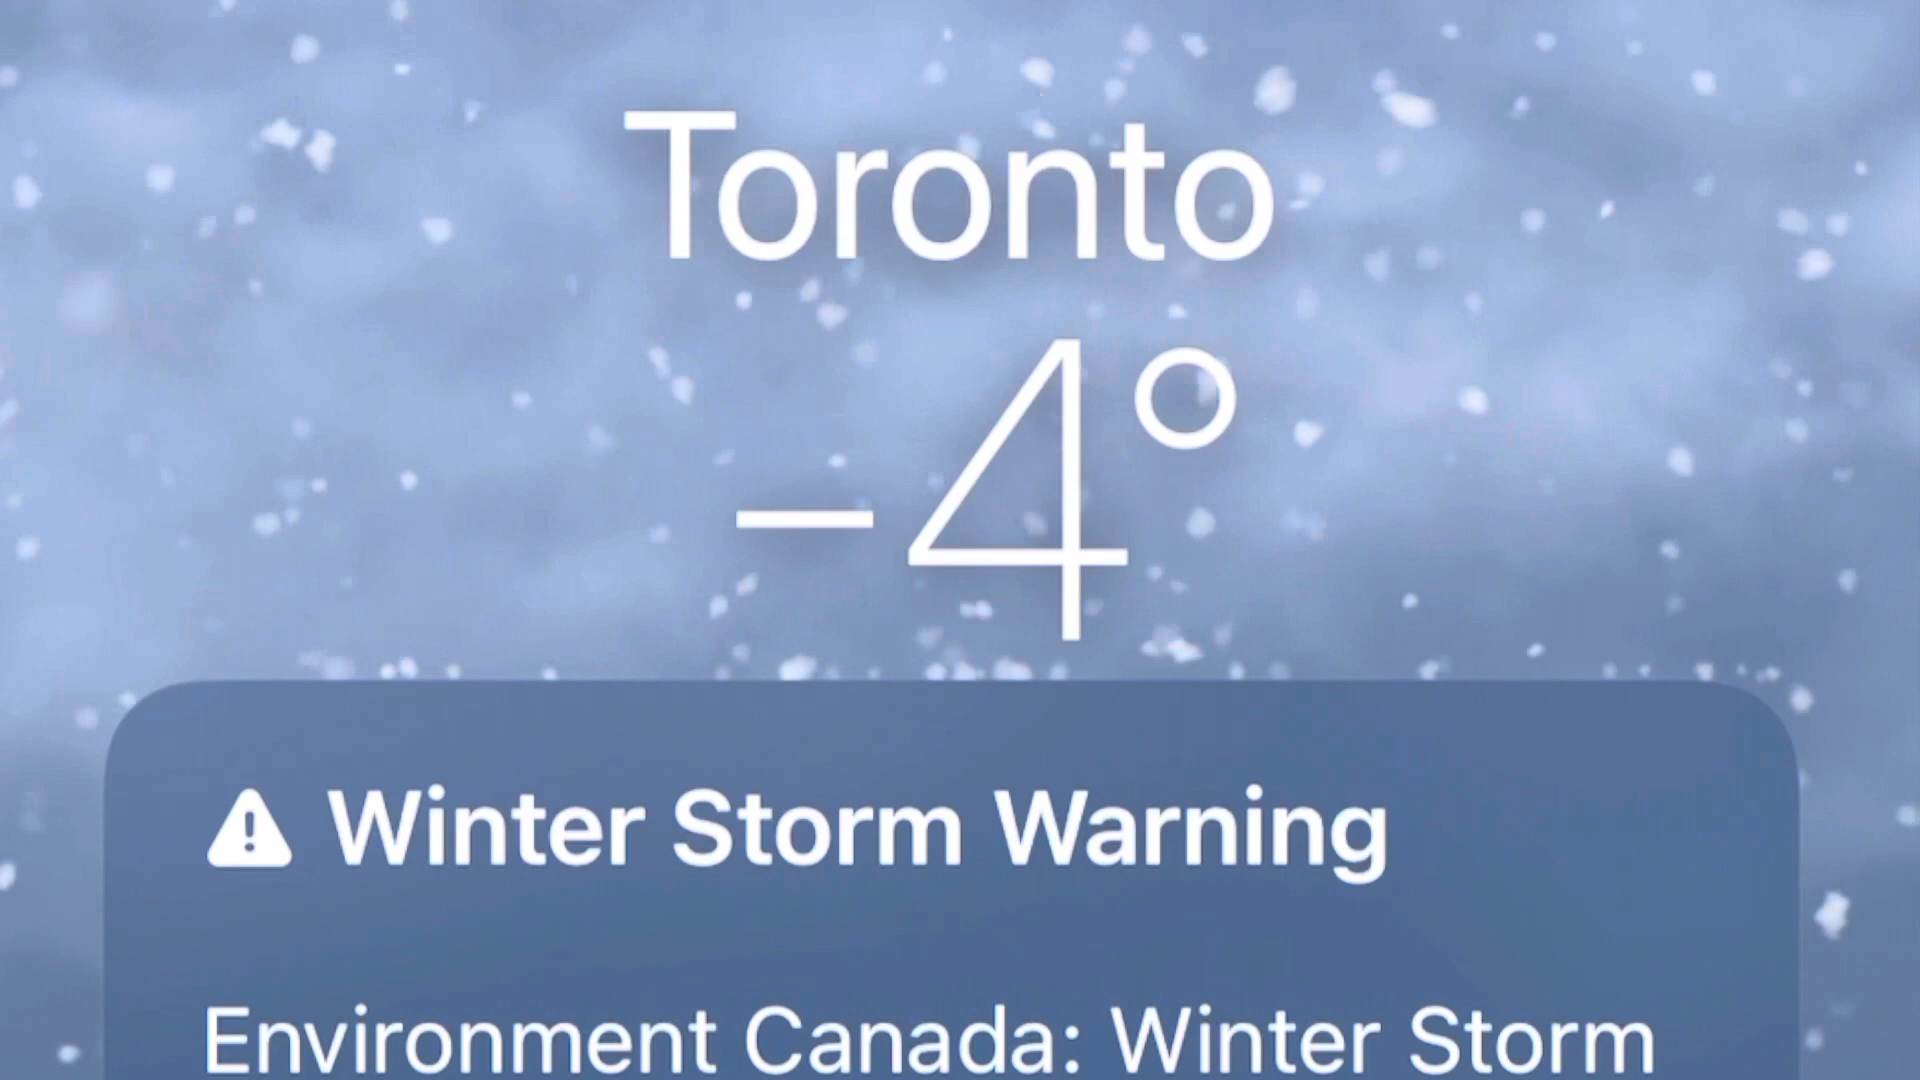 Toronto
–4°
Winter Storm Warning
Environment Canada: Winter Storm